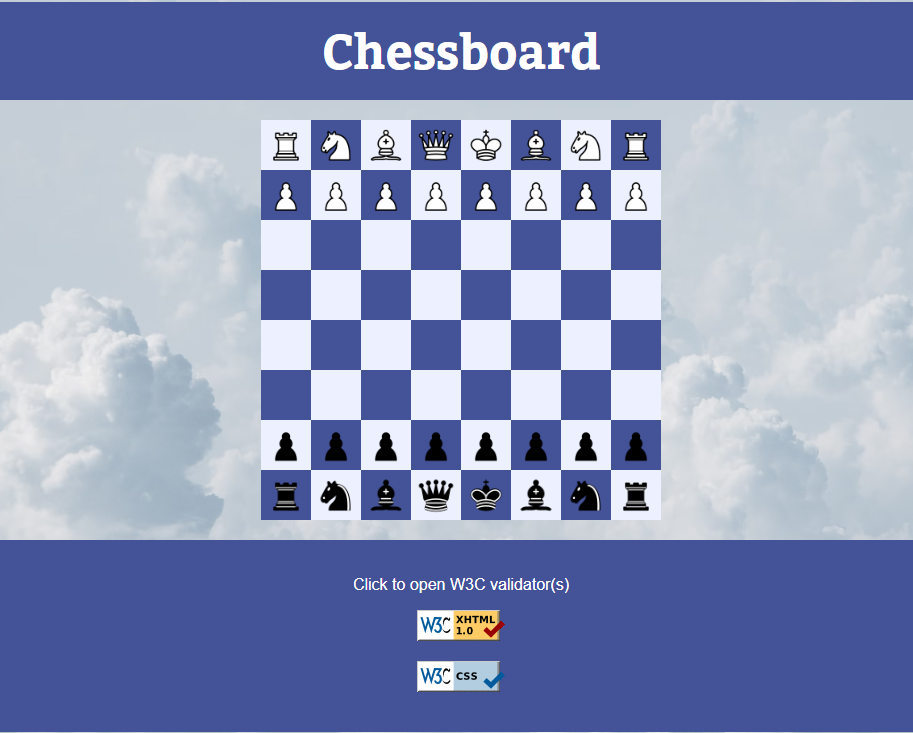 Chessboard
Click to open W3C validator(s)
W3C XHTML
1.0
W3C CSS